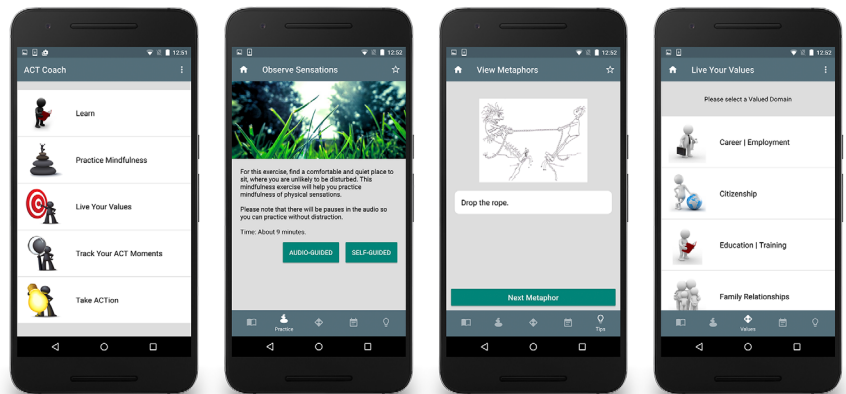 12:51
ACT Coach
Learn
Practice Mindfulness
Live Your Values
Track Your ACT Moments
Take ACTion
12:52
Observe Sensations
For this exercise, find a comfortable and quiet place to
sit, where you are unlikely to be disturbed. This
mindfulness exercise will help you practice
mindfulness of physical sensations.
Please note that there will be pauses in the audio so
you can practice without distraction.
Time: About 9 minutes.
AUDIO-GUIDED
SELF-GUIDED
Practice
12:52
View Metaphors
Drop the rope.
Next Metaphor
Tips
12:52
Live Your Values
Please select a Valued Domain
Career | Employment
Citizenship
Education | Training
Family Relationships
Values